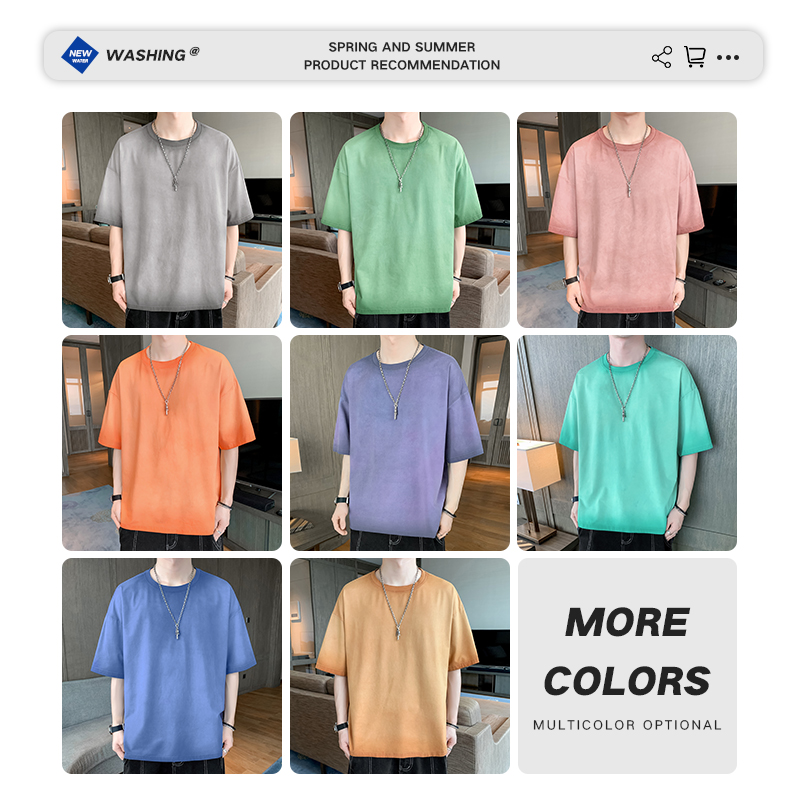 NEW
WATER
WASHING @
SPRING AND SUMMER
PRODUCT RECOMMENDATION
MORE
COLORS
MULTICOLOR OPTIONAL